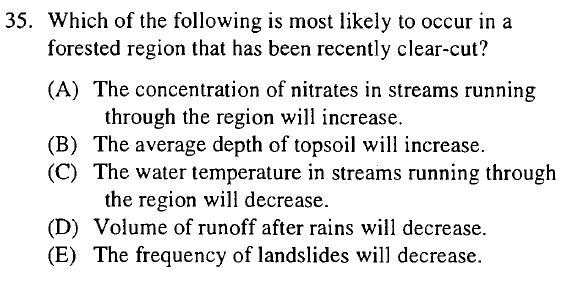 35. Which of the following is most likely to occur in a
forested region that has been recently clear-cut?
(A) The concentration of nitrates in streams running
through the region will increase.
(B) The average depth of topsoil will increase.
(C) The water temperature in streams running through
the region will decrease.
(D) Volume of runoff after rains will decrease.
(E) The frequency of landslides will decrease.